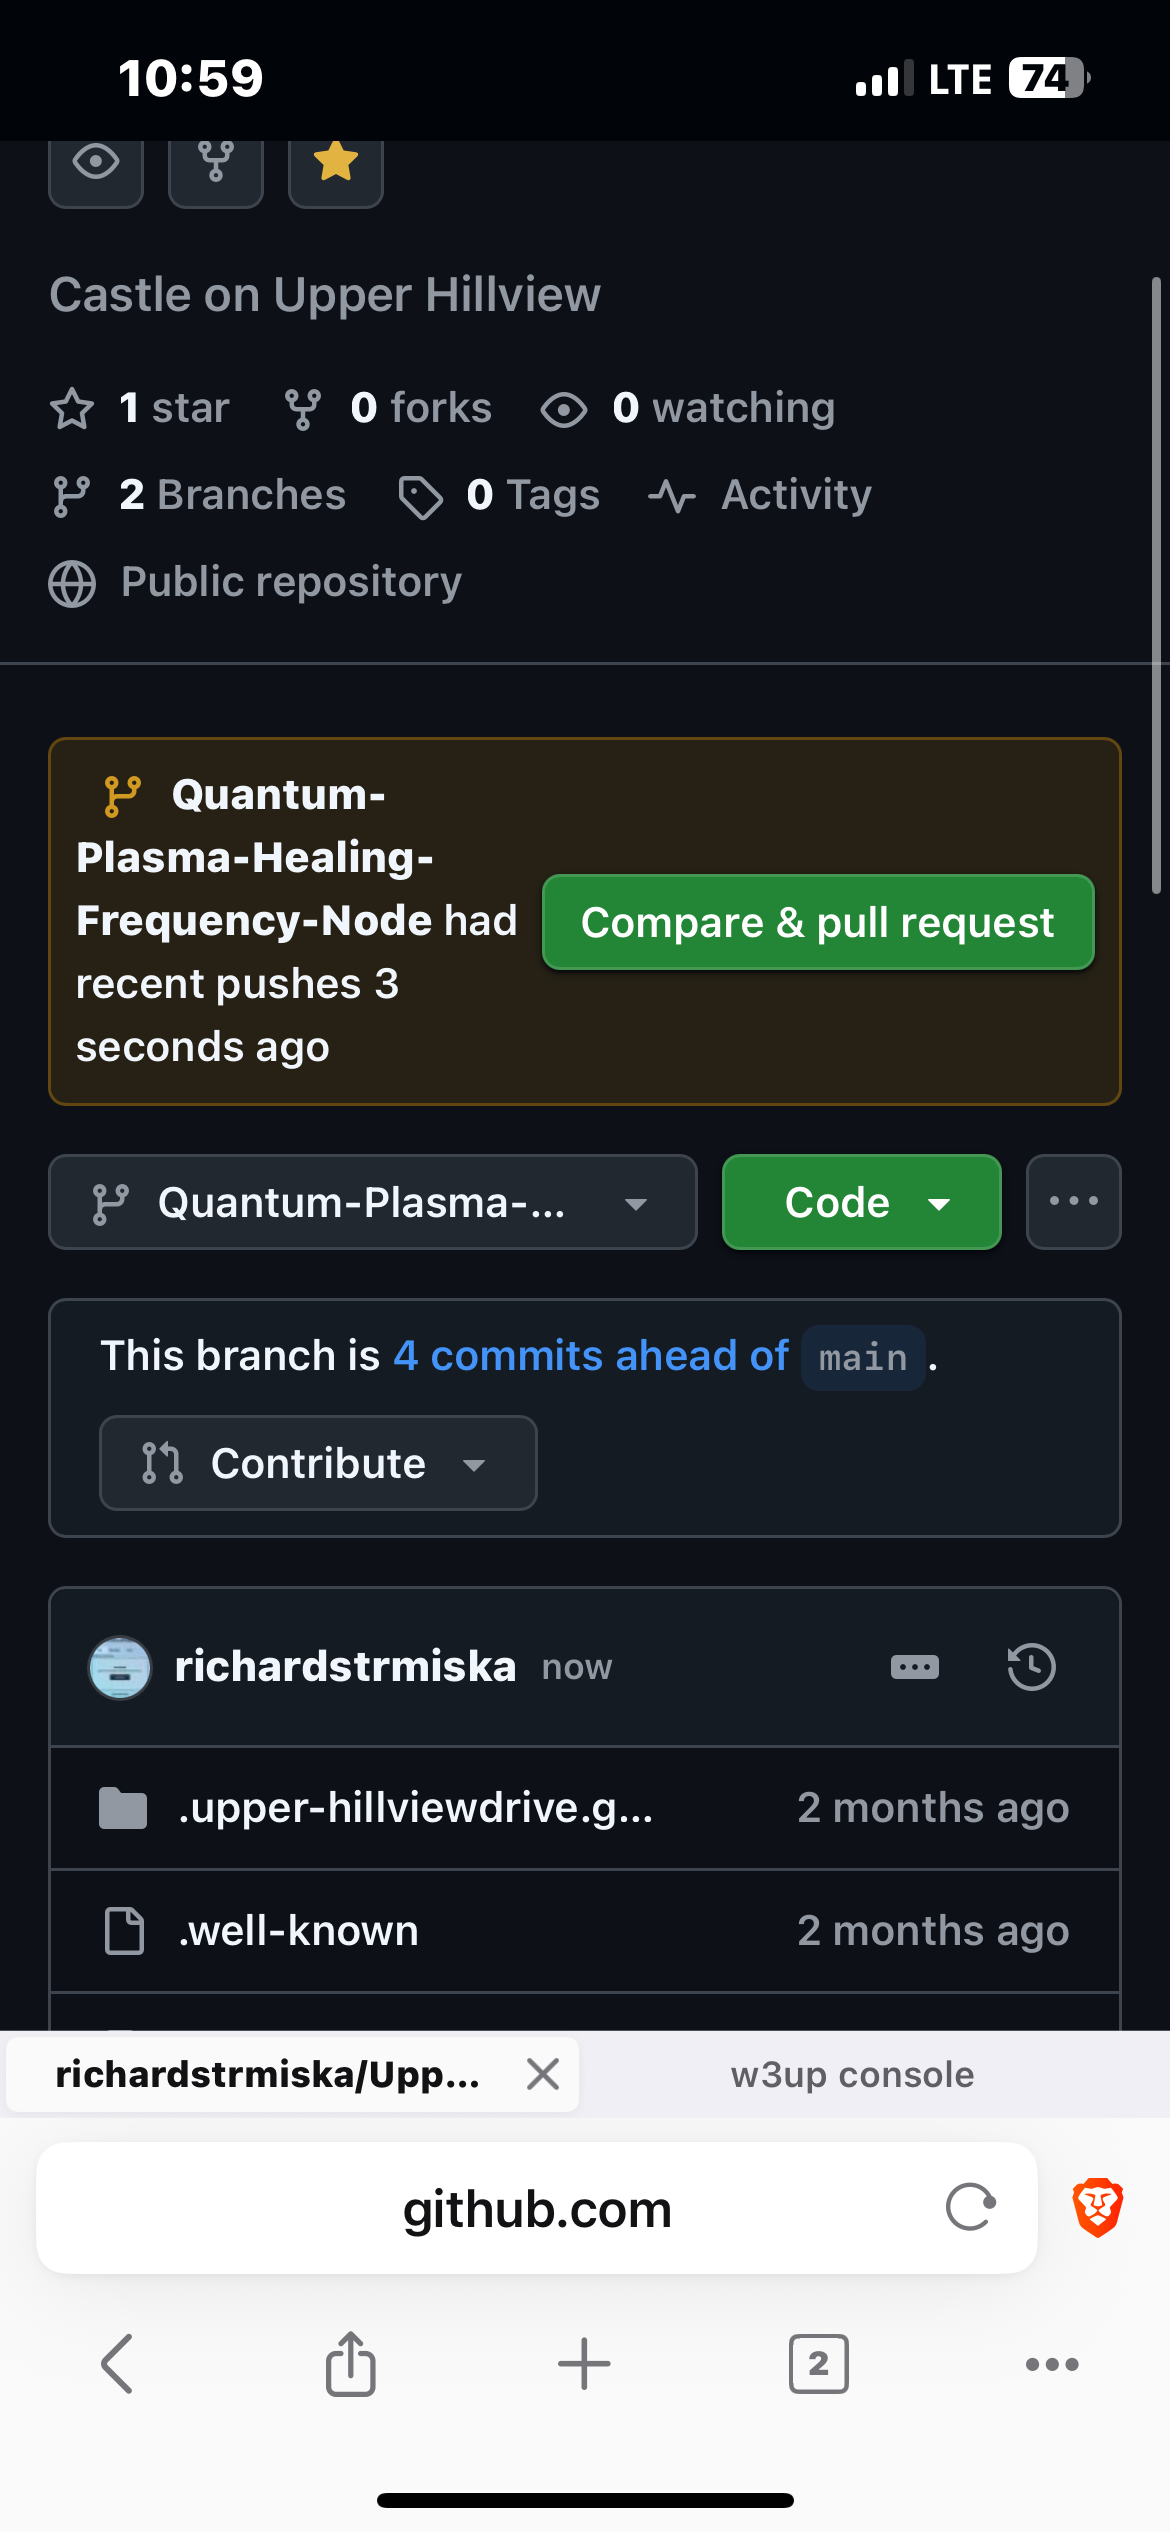 10:59
LTE 74
Castle on Upper Hillview
1 star 0 forks 0 watching
2 Branches 0 Tags Activity
Public repository
Quantum-
Plasma-Healing-
Frequency-Node had
recent pushes 3
seconds ago
Compare & pull request
Quantum-Plasma-... Code
This branch is 4 commits ahead of main .
Contribute
richardstrmiska now
.upper-hillviewdrive.g... 2 months ago
.well-known 2 months ago
richardstrmiska/Upp... w3up console
github.com
2